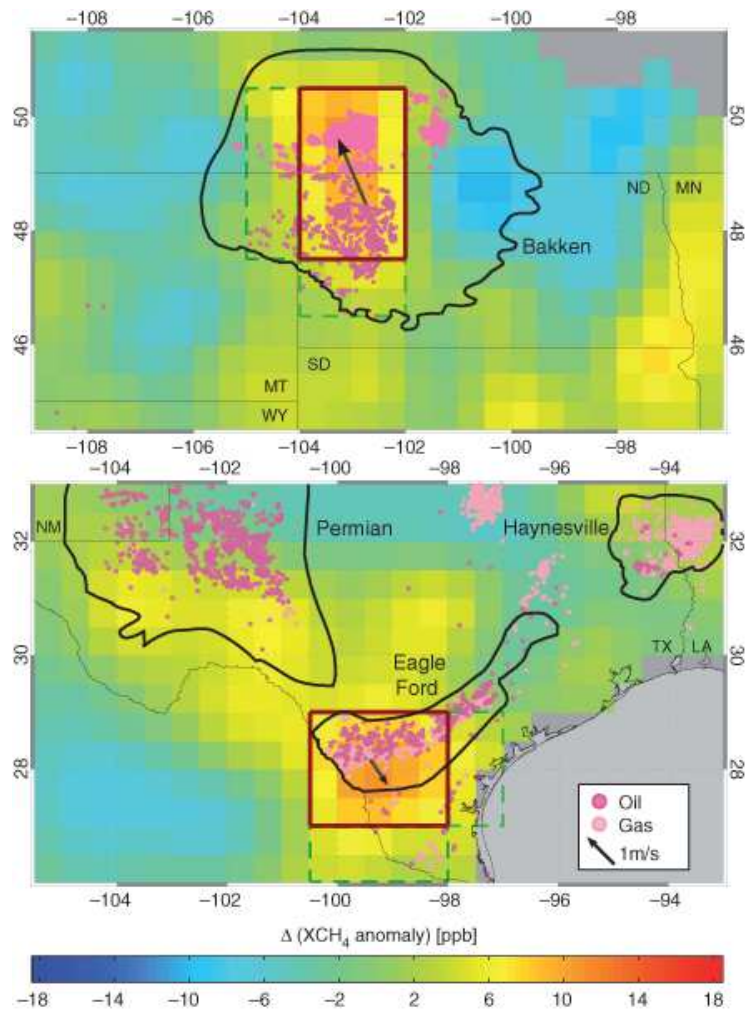 −108 −106 −104 −102 −100 −98
50 50
ND MN
48 48
Bakken
46 46
SD
MT
WY
−108 −106 −104 −102 −100 −98
−104 −102 −100 −98 −96 −94
NM Permian Haynesville
32 32
30 30
TX LA
Eagle
Ford
28 28
Oil
Gas
1m/s
−104 −102 −100 −98 −96 −94
Δ (XCH₄ anomaly) [ppb]
−18 −14 −10 −6 −2 2 6 10 14 18